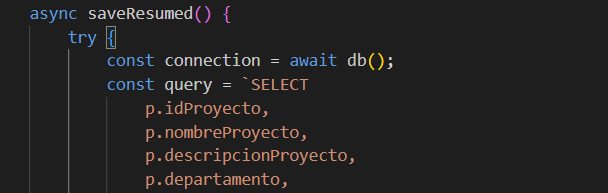 async saveResumed() {
try {
const connection = await db();
const query = `SELECT
p.idProyecto,
p.nombreProyecto,
p.descripcionProyecto,
p.departamento,